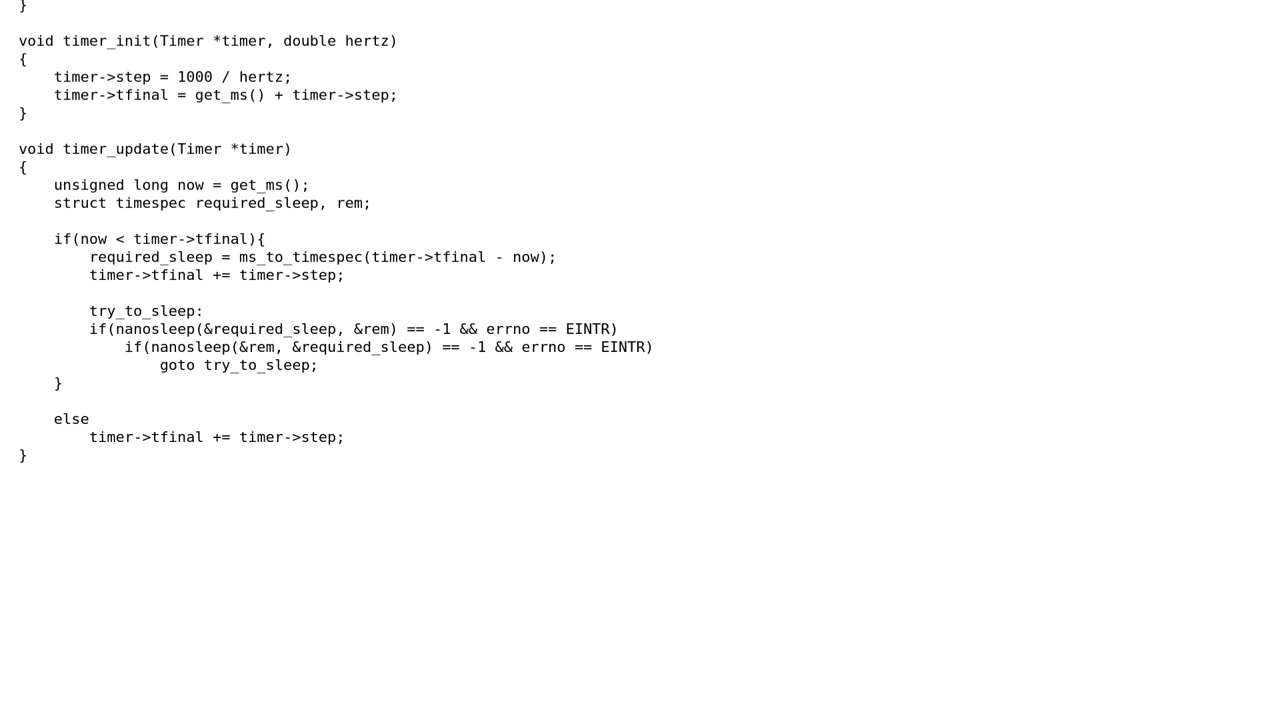 }
void timer_init(Timer *timer, double hertz)
{
    timer->step = 1000 / hertz;
    timer->tfinal = get_ms() + timer->step;
}
void timer_update(Timer *timer)
{
    unsigned long now = get_ms();
    struct timespec required_sleep, rem;
    if(now < timer->tfinal){
        required_sleep = ms_to_timespec(timer->tfinal - now);
        timer->tfinal += timer->step;
        try_to_sleep:
        if(nanosleep(&required_sleep, &rem) == -1 && errno == EINTR)
            if(nanosleep(&rem, &required_sleep) == -1 && errno == EINTR)
                goto try_to_sleep;
    }
    else
        timer->tfinal += timer->step;
}